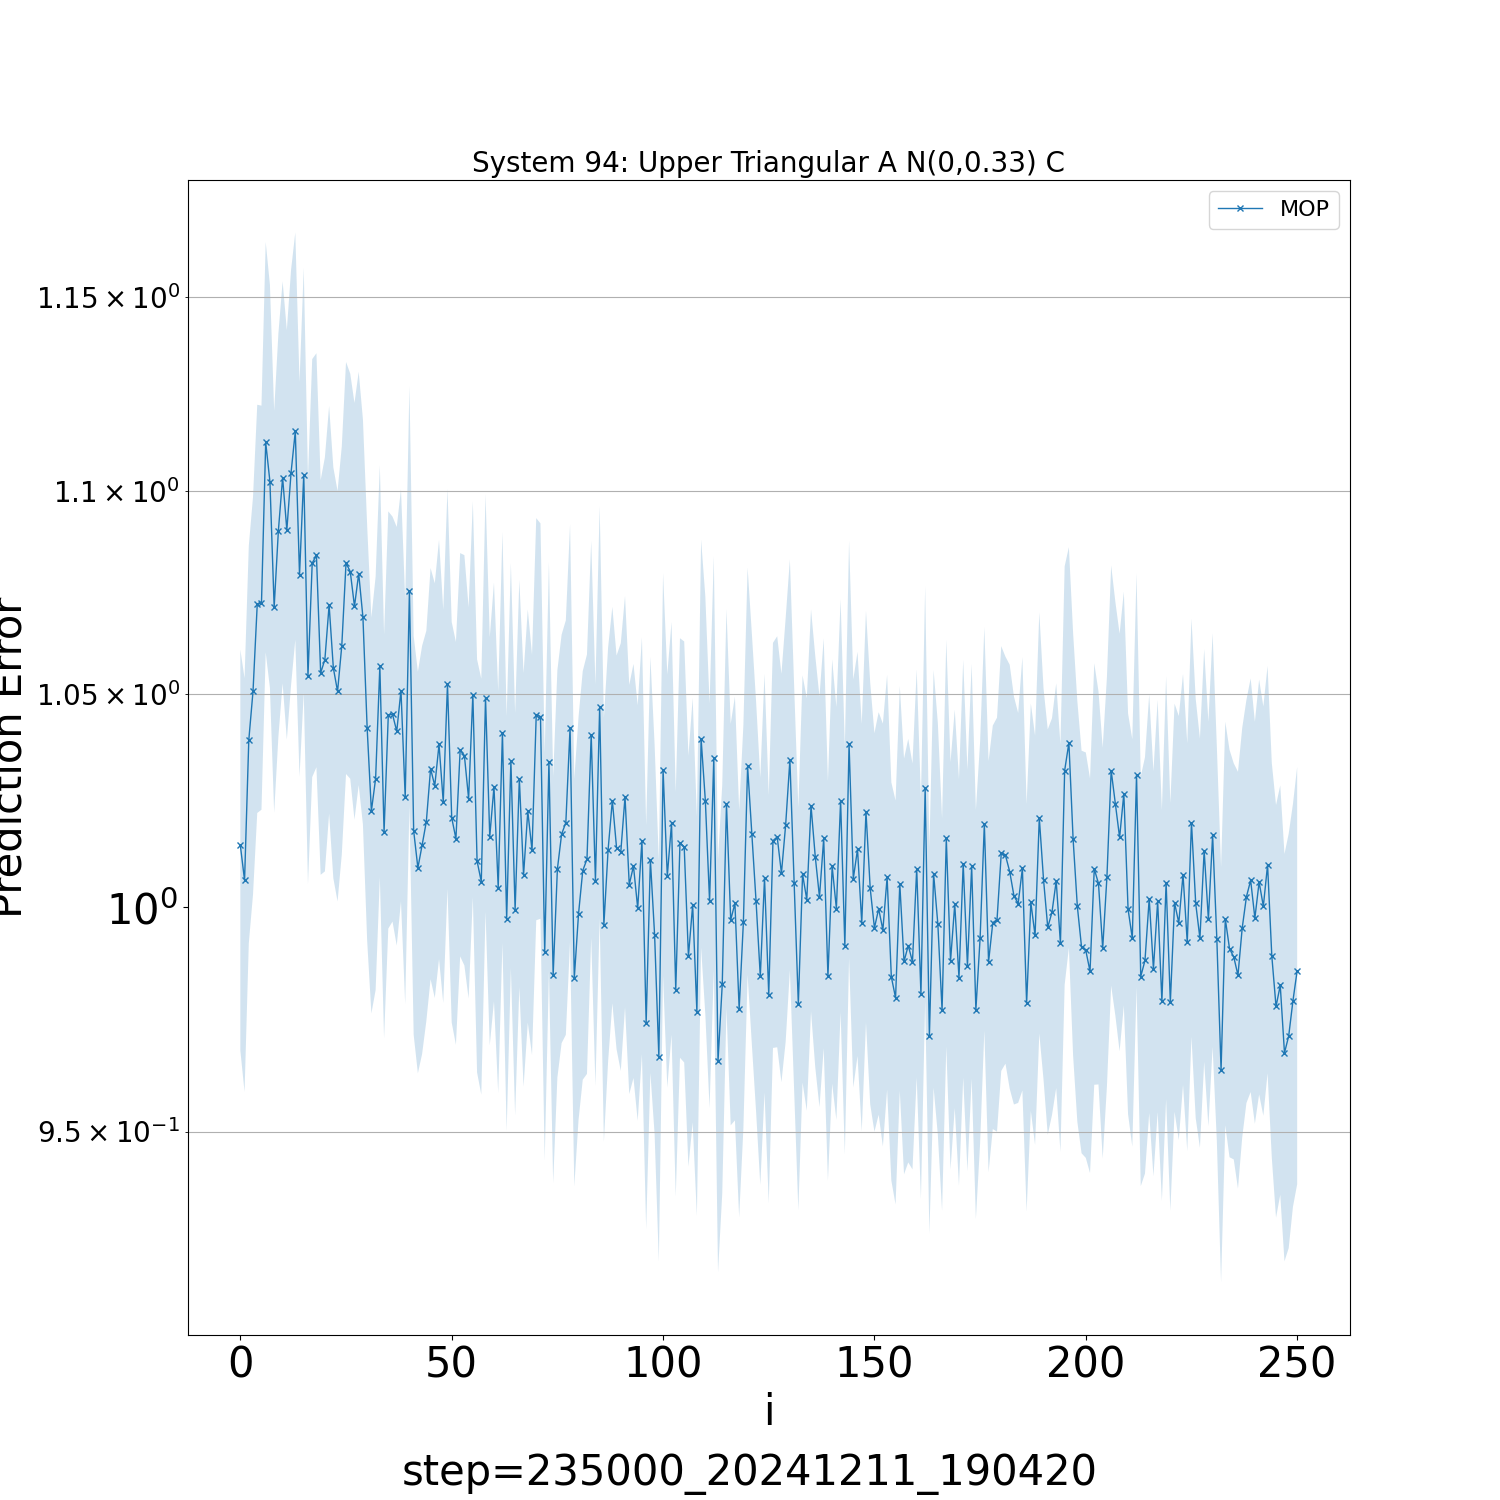 System 94: Upper Triangular A N(0,0.33) C
MOP
1.15 × 10⁰
1.1 × 10⁰
1.05 × 10⁰
10⁰
9.5 × 10⁻¹
Prediction Error
0 50 100 150 200 250
i
step=235000_20241211_190420